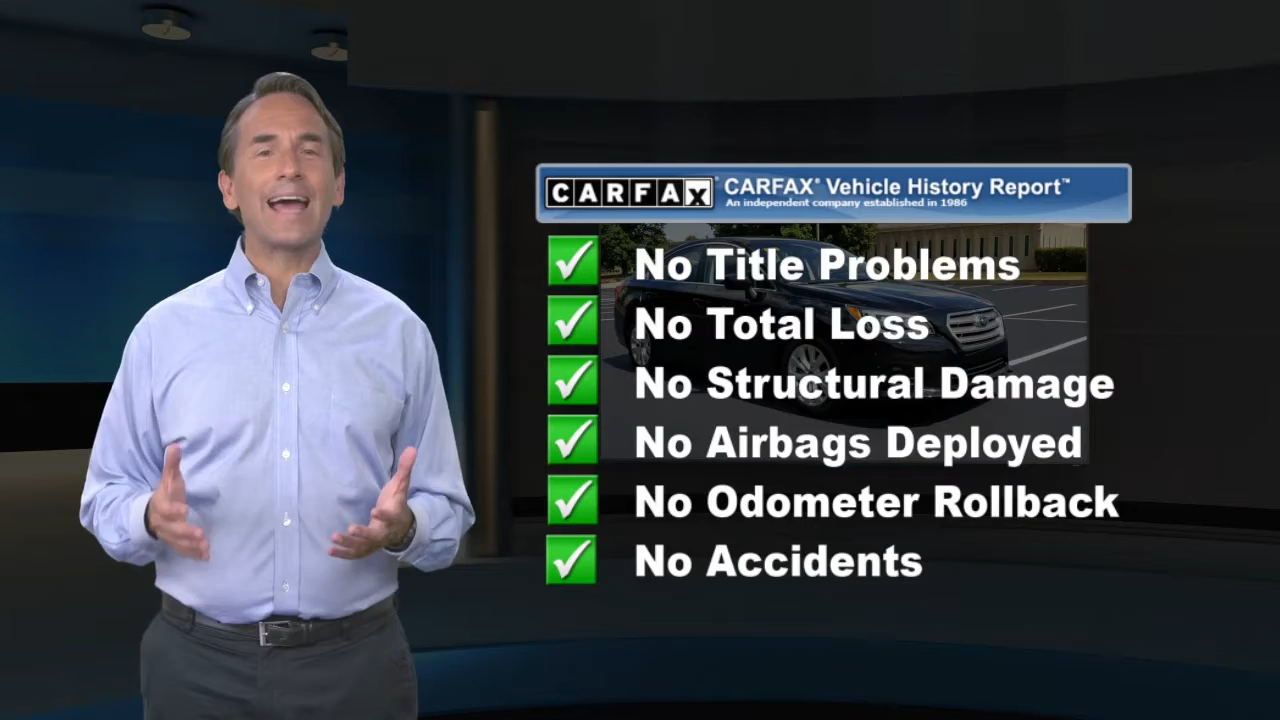 CARFAX® CARFAX® Vehicle History Report™
An independent company established in 1986
No Title Problems
No Total Loss
No Structural Damage
No Airbags Deployed
No Odometer Rollback
No Accidents